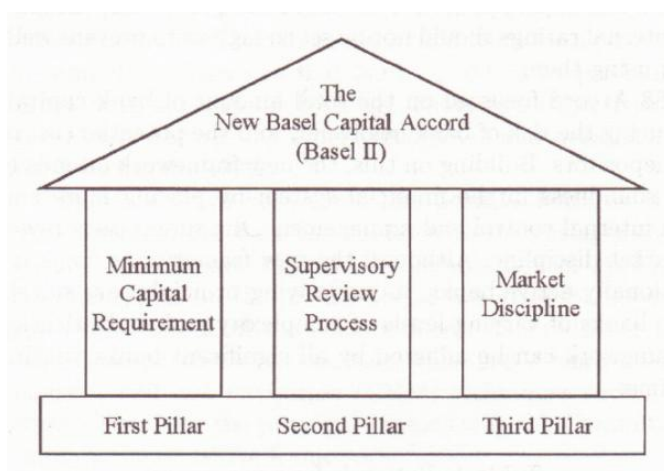 The
New Basel Capital Accord
(Basel II)
Minimum
Capital
Requirement
Supervisory
Review
Process
Market
Discipline
First Pillar
Second Pillar
Third Pillar